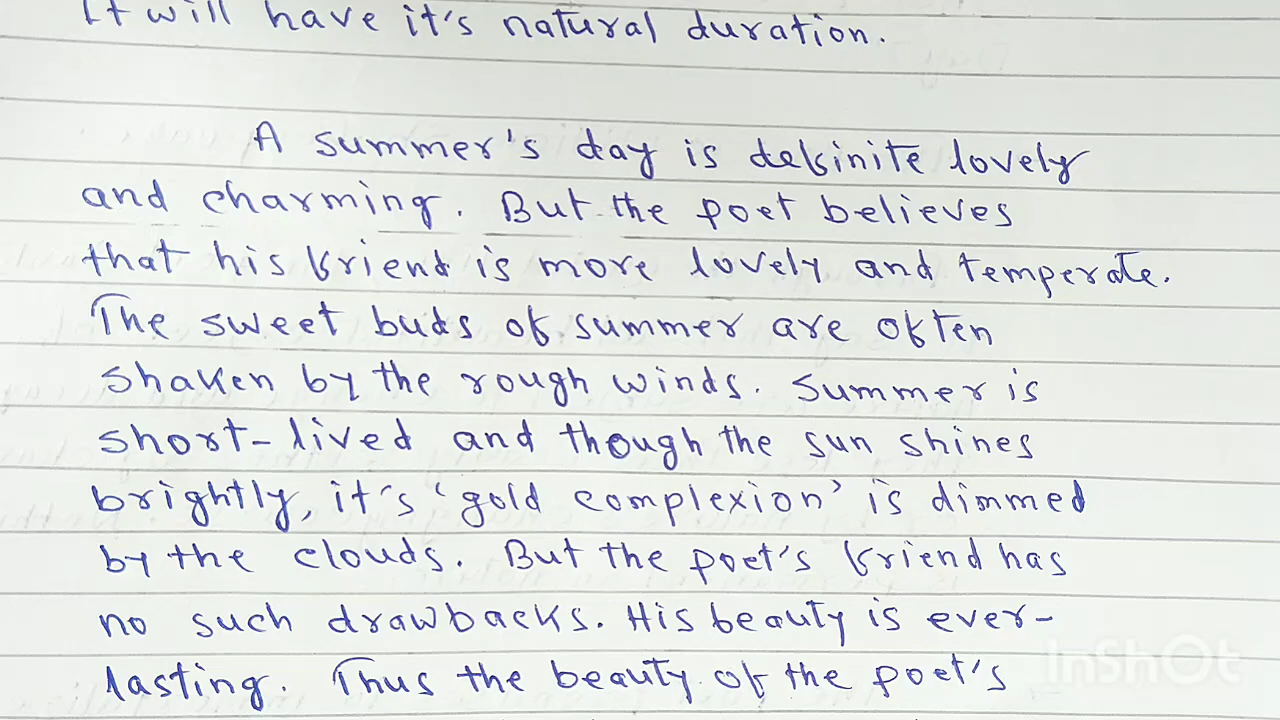 It will have it's natural duration.
A summer's day is definite lovely
and charming. But the poet believes
that his friend is more lovely and temperate.
The sweet buds of summer are often
shaken by the rough winds. Summer is
short-lived and though the sun shines
brightly, it's 'gold complexion' is dimmed
by the clouds. But the poet's friend has
no such drawbacks. His beauty is ever-
lasting. Thus the beauty of the poet's
InShOt